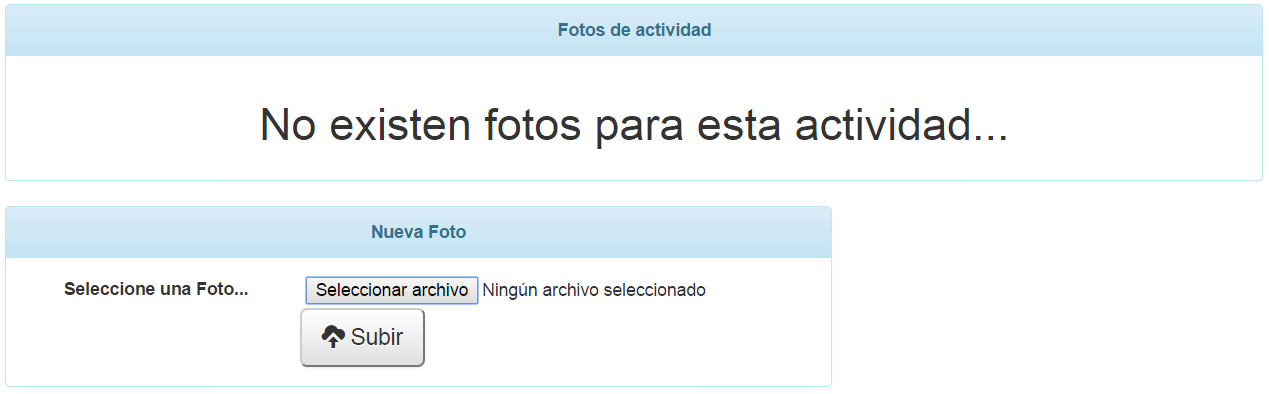 Fotos de actividad
No existen fotos para esta actividad...
Nueva Foto
Seleccione una Foto... Seleccionar archivo Ningún archivo seleccionado
Subir